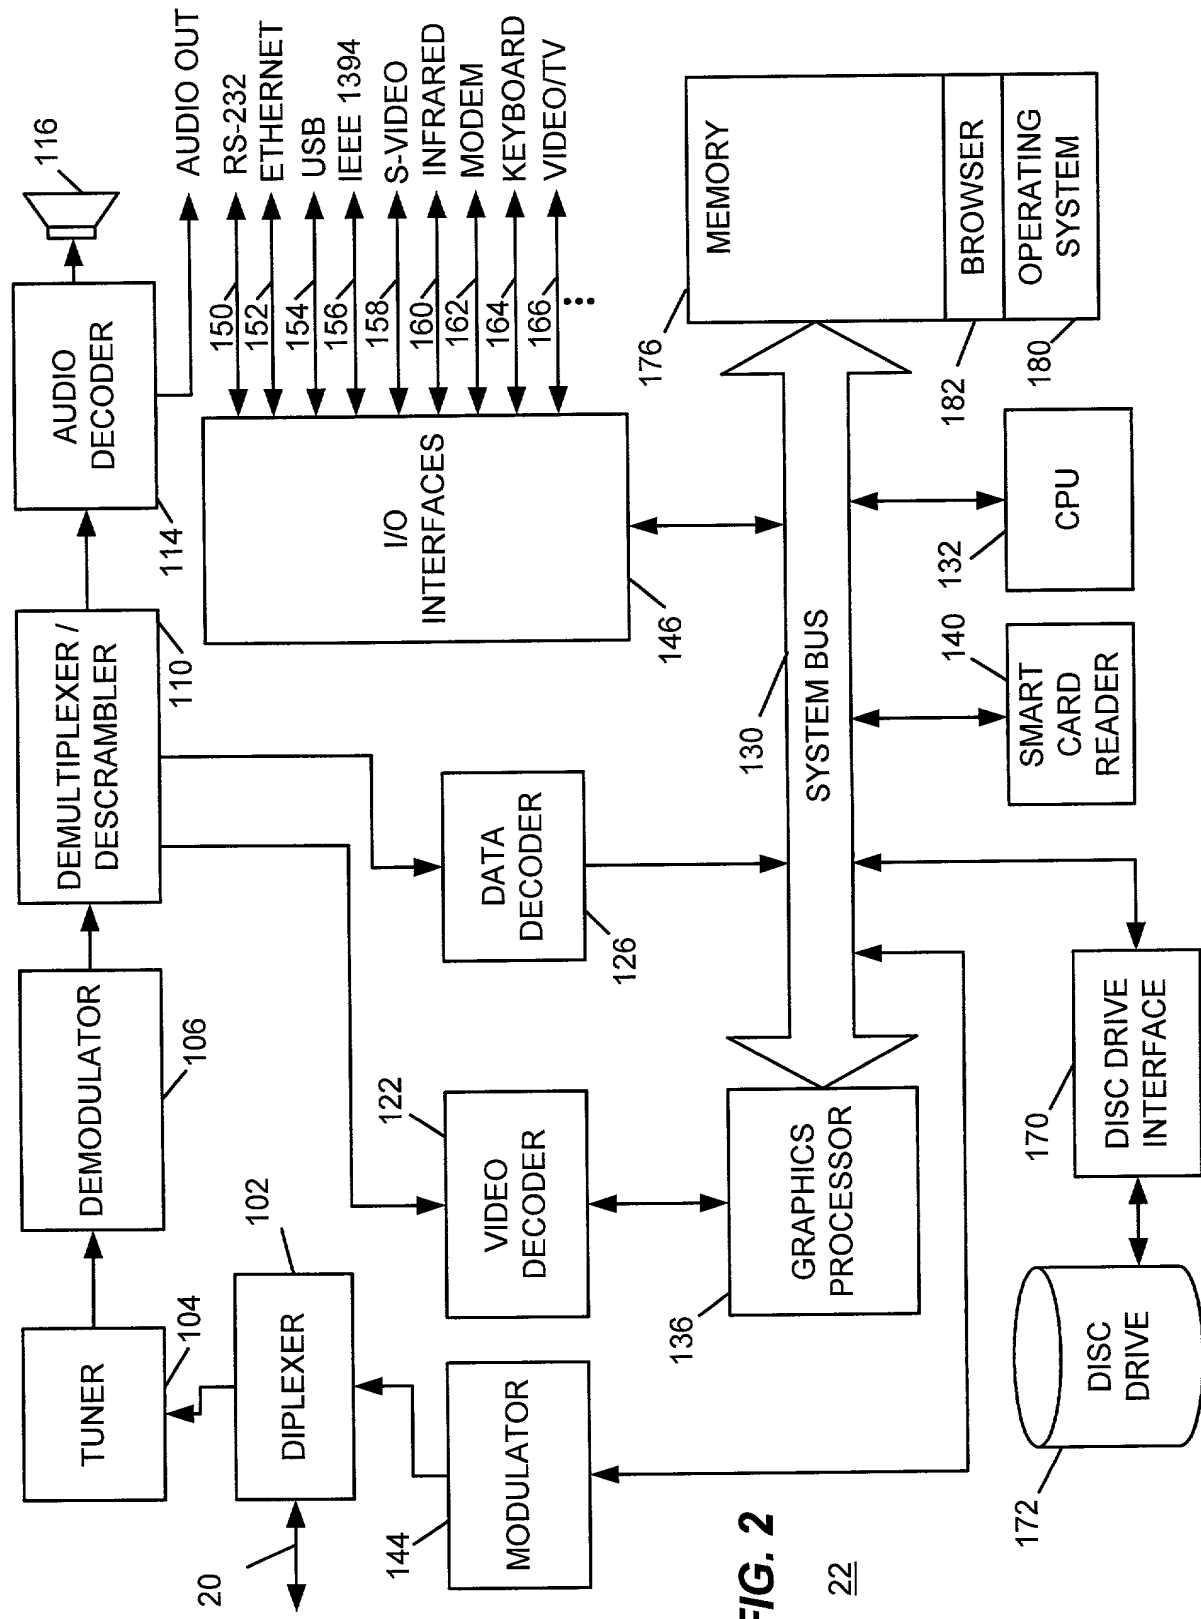 20
DIPLEXER
102
TUNER
104
DEMODULATOR
106
DEMULTIPLEXER /
DESCRAMBLER
110
AUDIO
DECODER
114
116
AUDIO OUT
150
RS-232
152
ETHERNET
154
USB
156
IEEE 1394
158
S-VIDEO
160
INFRARED
162
MODEM
164
KEYBOARD
166
VIDEO/TV
I/O
INTERFACES
146
144
MODULATOR
VIDEO
DECODER
122
DATA
DECODER
126
GRAPHICS
PROCESSOR
136
130
SYSTEM BUS
MEMORY
176
BROWSER
182
OPERATING
SYSTEM
180
SMART
CARD
READER
140
CPU
132
DISC
DRIVE
172
DISC DRIVE
INTERFACE
170
FIG. 2
22